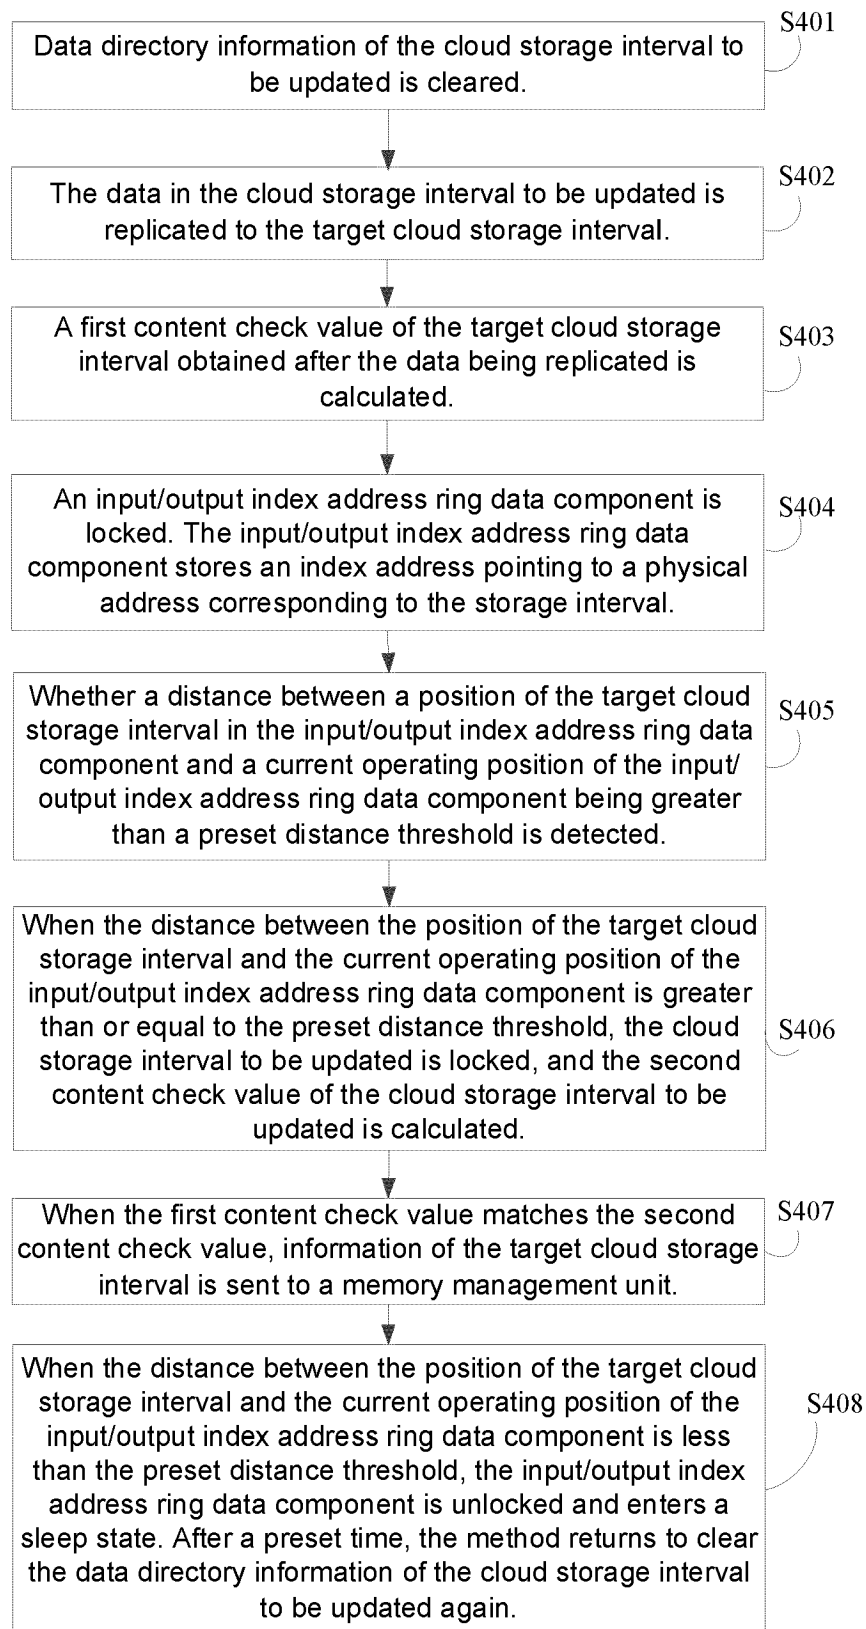 S401
Data directory information of the cloud storage interval to
be updated is cleared.
S402
The data in the cloud storage interval to be updated is
replicated to the target cloud storage interval.
A first content check value of the target cloud storage
interval obtained after the data being replicated is
calculated.
S403
An input/output index address ring data component is
locked. The input/output index address ring data
component stores an index address pointing to a physical
address corresponding to the storage interval.
S404
Whether a distance between a position of the target cloud
storage interval in the input/output index address ring data
component and a current operating position of the input/
output index address ring data component being greater
than a preset distance threshold is detected.
S405
When the distance between the position of the target cloud
storage interval and the current operating position of the
input/output index address ring data component is greater
than or equal to the preset distance threshold, the cloud
storage interval to be updated is locked, and the second
content check value of the cloud storage interval to be
updated is calculated.
S406
When the first content check value matches the second
content check value, information of the target cloud storage
interval is sent to a memory management unit.
S407
When the distance between the position of the target cloud
storage interval and the current operating position of the
input/output index address ring data component is less
than the preset distance threshold, the input/output index
address ring data component is unlocked and enters a
sleep state. After a preset time, the method returns to clear
the data directory information of the cloud storage interval
to be updated again.
S408